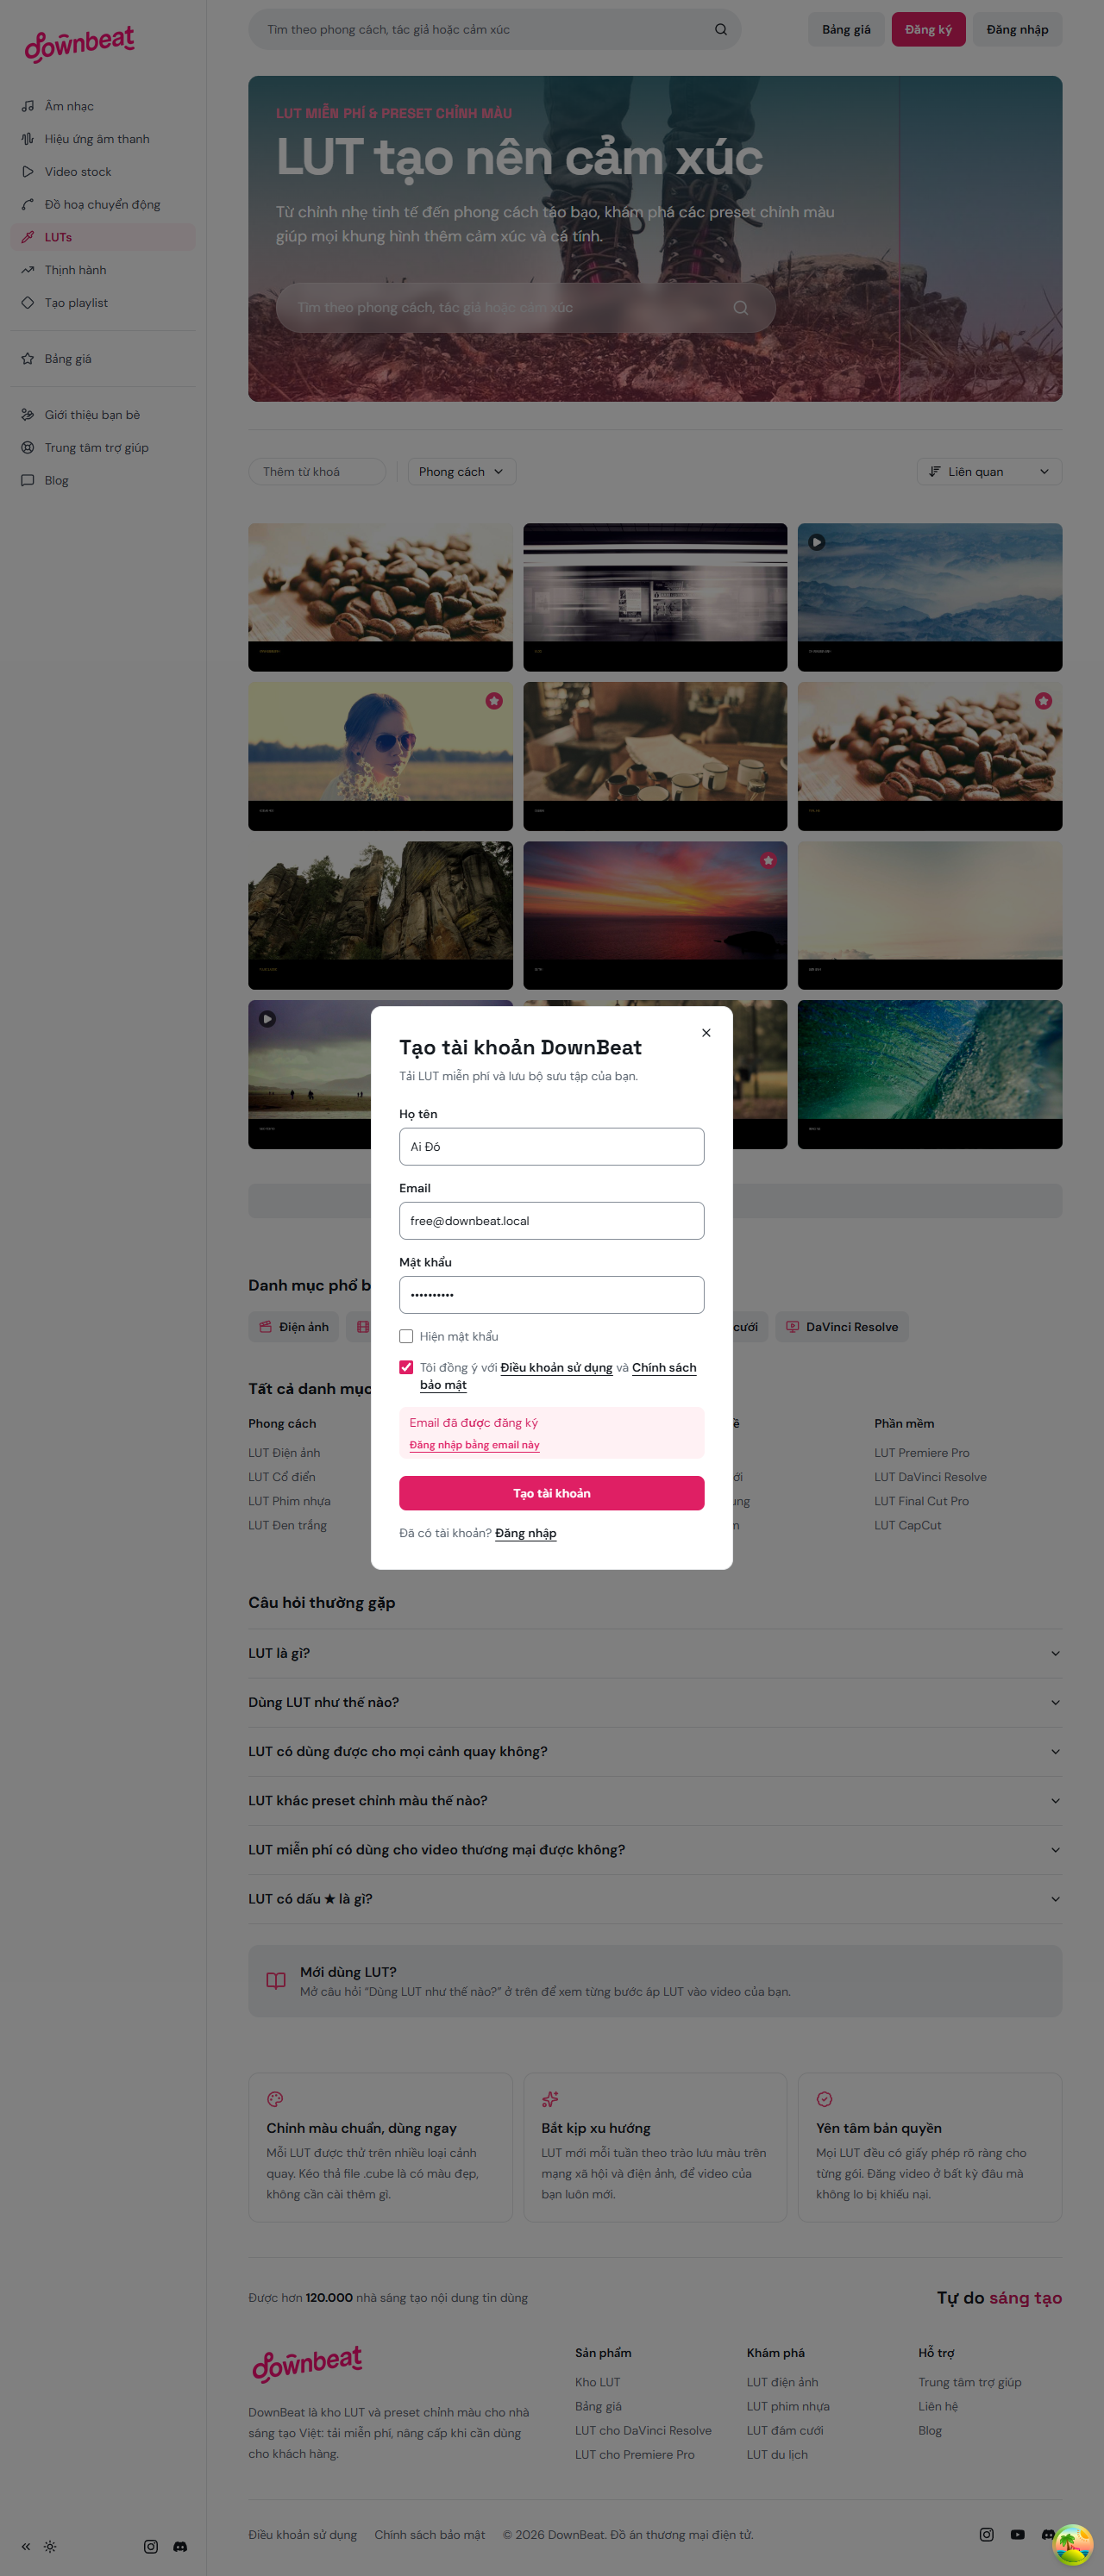 downbeat
Âm nhạc
Hiệu ứng âm thanh
Video stock
Đồ hoạ chuyển động
LUTs
Thịnh hành
Tạo playlist
Bảng giá
Giới thiệu bạn bè
Trung tâm trợ giúp
Blog
Tìm theo phong cách, tác giả hoặc cảm xúc
Bảng giá
Đăng ký
Đăng nhập
LUT MIỄN PHÍ & PRESET CHỈNH MÀU
LUT tạo nên cảm xúc
Từ chỉnh nhẹ tinh tế đến phong cách táo bạo, khám phá các preset chỉnh màu
giúp mọi khung hình thêm cảm xúc và cá tính.
Tìm theo phong cách, tác giả hoặc cảm xúc
Thêm từ khoá
Phong cách
Liên quan
Tạo tài khoản DownBeat
Tải LUT miễn phí và lưu bộ sưu tập của bạn.
Họ tên
Ai Đó
Email
free@downbeat.local
Mật khẩu
Hiện mật khẩu
Tôi đồng ý với Điều khoản sử dụng và Chính sách
bảo mật
Email đã được đăng ký
Đăng nhập bằng email này
Tạo tài khoản
Đã có tài khoản? Đăng nhập
Danh mục phổ b
Điện ảnh
cưới
DaVinci Resolve
Tất cả danh mục
Phong cách
LUT Điện ảnh
LUT Cổ điển
LUT Phim nhựa
LUT Đen trắng
Phần mềm
LUT Premiere Pro
LUT DaVinci Resolve
LUT Final Cut Pro
LUT CapCut
Câu hỏi thường gặp
LUT là gì?
Dùng LUT như thế nào?
LUT có dùng được cho mọi cảnh quay không?
LUT khác preset chỉnh màu thế nào?
LUT miễn phí có dùng cho video thương mại được không?
LUT có dấu ★ là gì?
Mới dùng LUT?
Mở câu hỏi “Dùng LUT như thế nào?” ở trên để xem từng bước áp LUT vào video của bạn.
Chỉnh màu chuẩn, dùng ngay
Mỗi LUT được thử trên nhiều loại cảnh
quay. Kéo thả file .cube là có màu đẹp,
không cần cài thêm gì.
Bắt kịp xu hướng
LUT mới mỗi tuần theo trào lưu màu trên
mạng xã hội và điện ảnh, để video của
bạn luôn mới.
Yên tâm bản quyền
Mọi LUT đều có giấy phép rõ ràng cho
từng gói. Đăng video ở bất kỳ đâu mà
không lo bị khiếu nại.
Được hơn 120.000 nhà sáng tạo nội dung tin dùng
Tự do sáng tạo
downbeat
DownBeat là kho LUT và preset chỉnh màu cho nhà
sáng tạo Việt: tải miễn phí, nâng cấp khi cần dùng
cho khách hàng.
Sản phẩm
Kho LUT
Bảng giá
LUT cho DaVinci Resolve
LUT cho Premiere Pro
Khám phá
LUT điện ảnh
LUT phim nhựa
LUT đám cưới
LUT du lịch
Hỗ trợ
Trung tâm trợ giúp
Liên hệ
Blog
Điều khoản sử dụng
Chính sách bảo mật
© 2026 DownBeat. Đồ án thương mại điện tử.